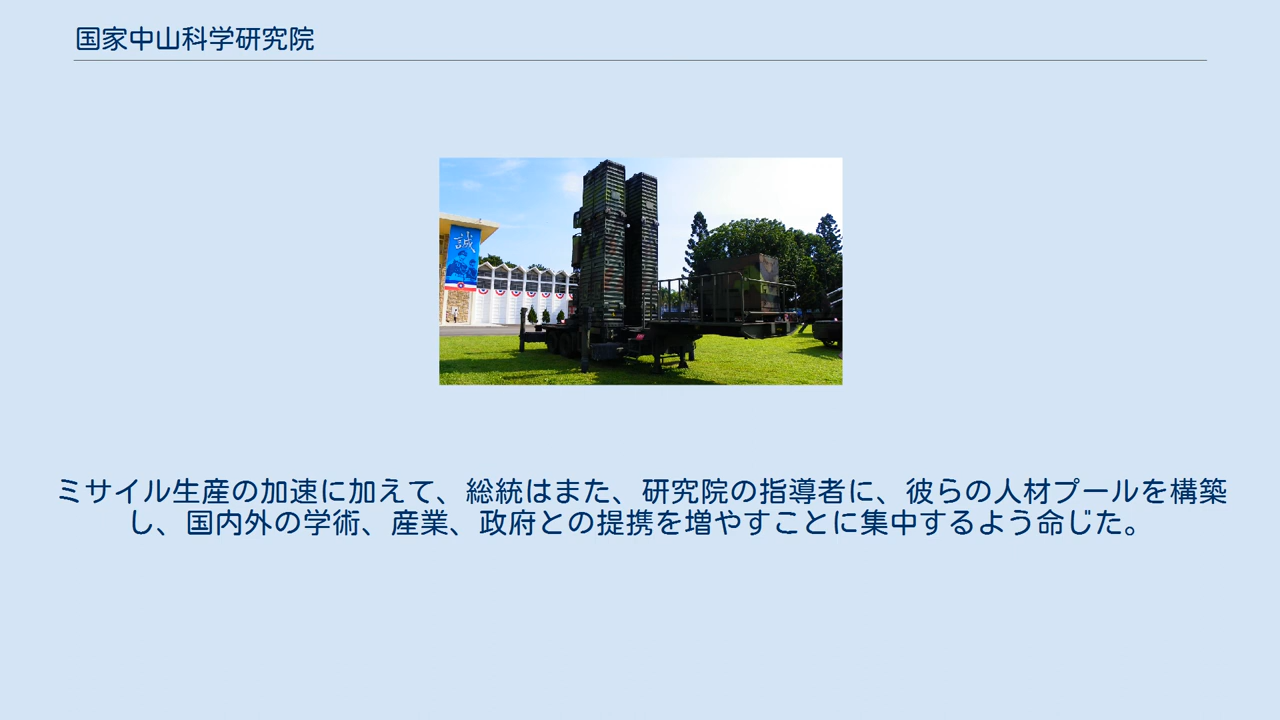 国家中山科学研究院
誠
ミサイル生産の加速に加えて、総統はまた、研究院の指導者に、彼らの人材プールを構築
し、国内外の学術、産業、政府との提携を増やすことに集中するよう命じた。